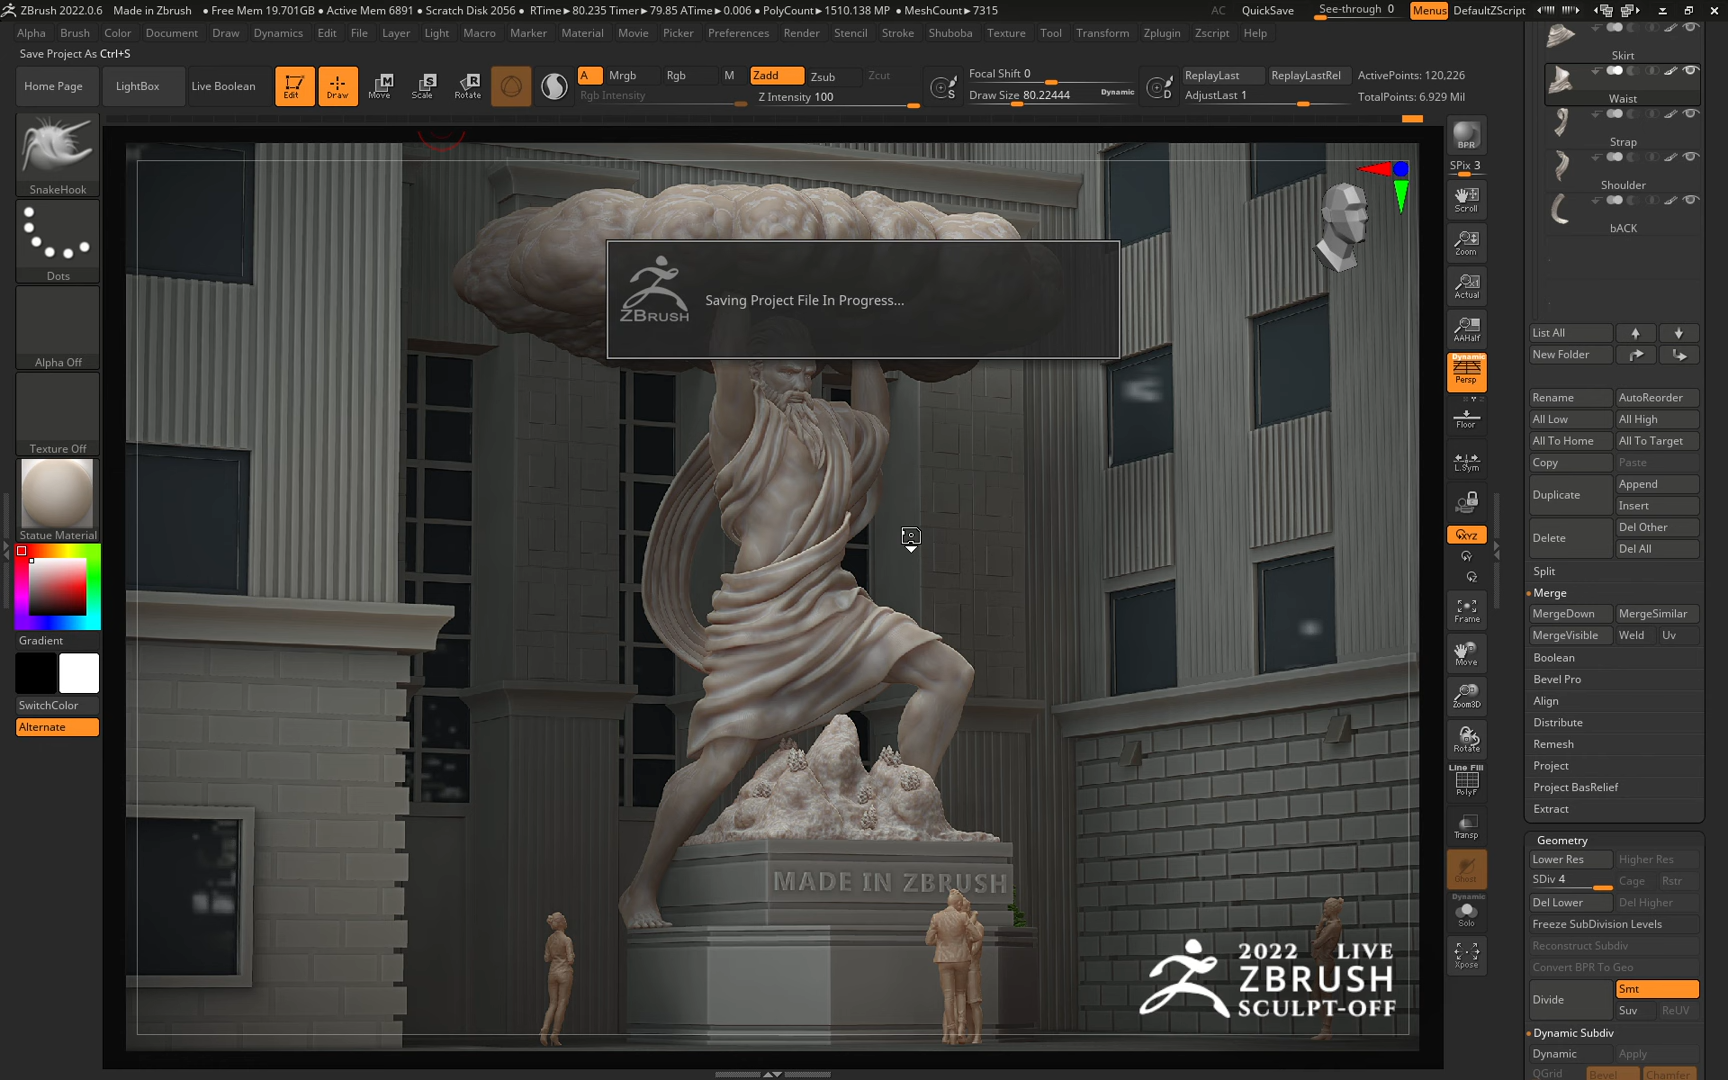 ZBrush 2022.0.6 Made in Zbrush • Free Mem 19.701GB • Active Mem 6891 • Scratch Disk 2056 • RTime▶80.235 Timer▶79.85 ATime▶0.006 • PolyCount▶1510.138 MP • MeshCount▶7315
AC QuickSave See-through 0 Menus DefaultZScript
Alpha Brush Color Document Draw Dynamics Edit File Layer Light Macro Marker Material Movie Picker Preferences Render Stencil Stroke Shuboba Texture Tool Transform Zplugin Zscript Help
Save Project As Ctrl+S
Home Page
LightBox
Live Boolean
Edit
Draw
Move
Scale
Rotate
A Mrgb Rgb M
Rgb Intensity
Zadd Zsub Zcut
Z Intensity 100
S
Focal Shift 0
Draw Size 80.22444 Dynamic
D
ReplayLast ReplayLastRel
AdjustLast 1
ActivePoints: 120,226
TotalPoints: 6.929 Mil
SnakeHook
Dots
Alpha Off
Texture Off
Statue Material
Gradient
SwitchColor
Alternate
ZBRUSH
Saving Project File In Progress...
MADE IN ZBRUSH
2022 LIVE
ZBRUSH
SCULPT-OFF
BPR
SPix 3
Scroll
Zoom
Actual
AAHalf
Dynamic
Persp
Floor
L.Sym
XYZ
Y
Z
Frame
Move
Zoom3D
Rotate
Line Fill
PolyF
Transp
Ghost
Dynamic
Solo
Xpose
Skirt
Waist
Strap
Shoulder
bACK
List All
New Folder
Rename AutoReorder
All Low All High
All To Home All To Target
Copy Paste
Duplicate Append
Insert
Delete Del Other
Del All
Split
Merge
MergeDown MergeSimilar
MergeVisible Weld Uv
Boolean
Bevel Pro
Align
Distribute
Remesh
Project
Project BasRelief
Extract
Geometry
Lower Res Higher Res
SDiv 4 Cage Rstr
Del Lower Del Higher
Freeze SubDivision Levels
Reconstruct Subdiv
Convert BPR To Geo
Divide Smt
Suv ReUV
Dynamic Subdiv
Dynamic Apply
QGrid Bevel Chamfer